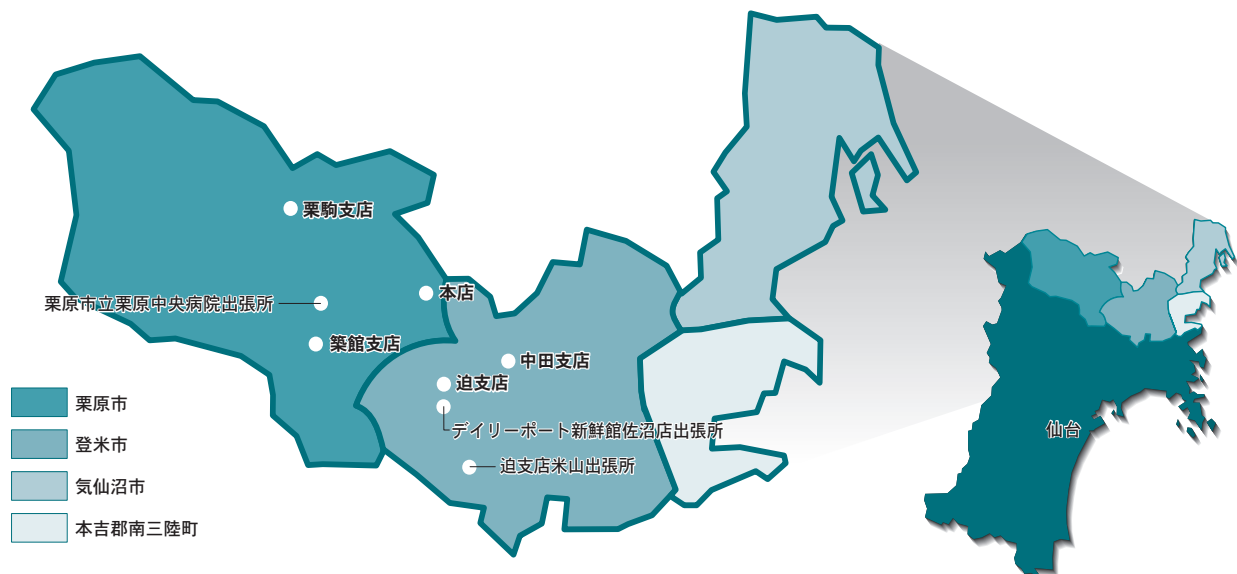 栗駒支店
本店
栗原市立栗原中央病院出張所
築館支店
中田支店
迫支店
デイリーポート新鮮館佐沼店出張所
迫支店米山出張所
栗原市
登米市
気仙沼市
本吉郡南三陸町
仙台